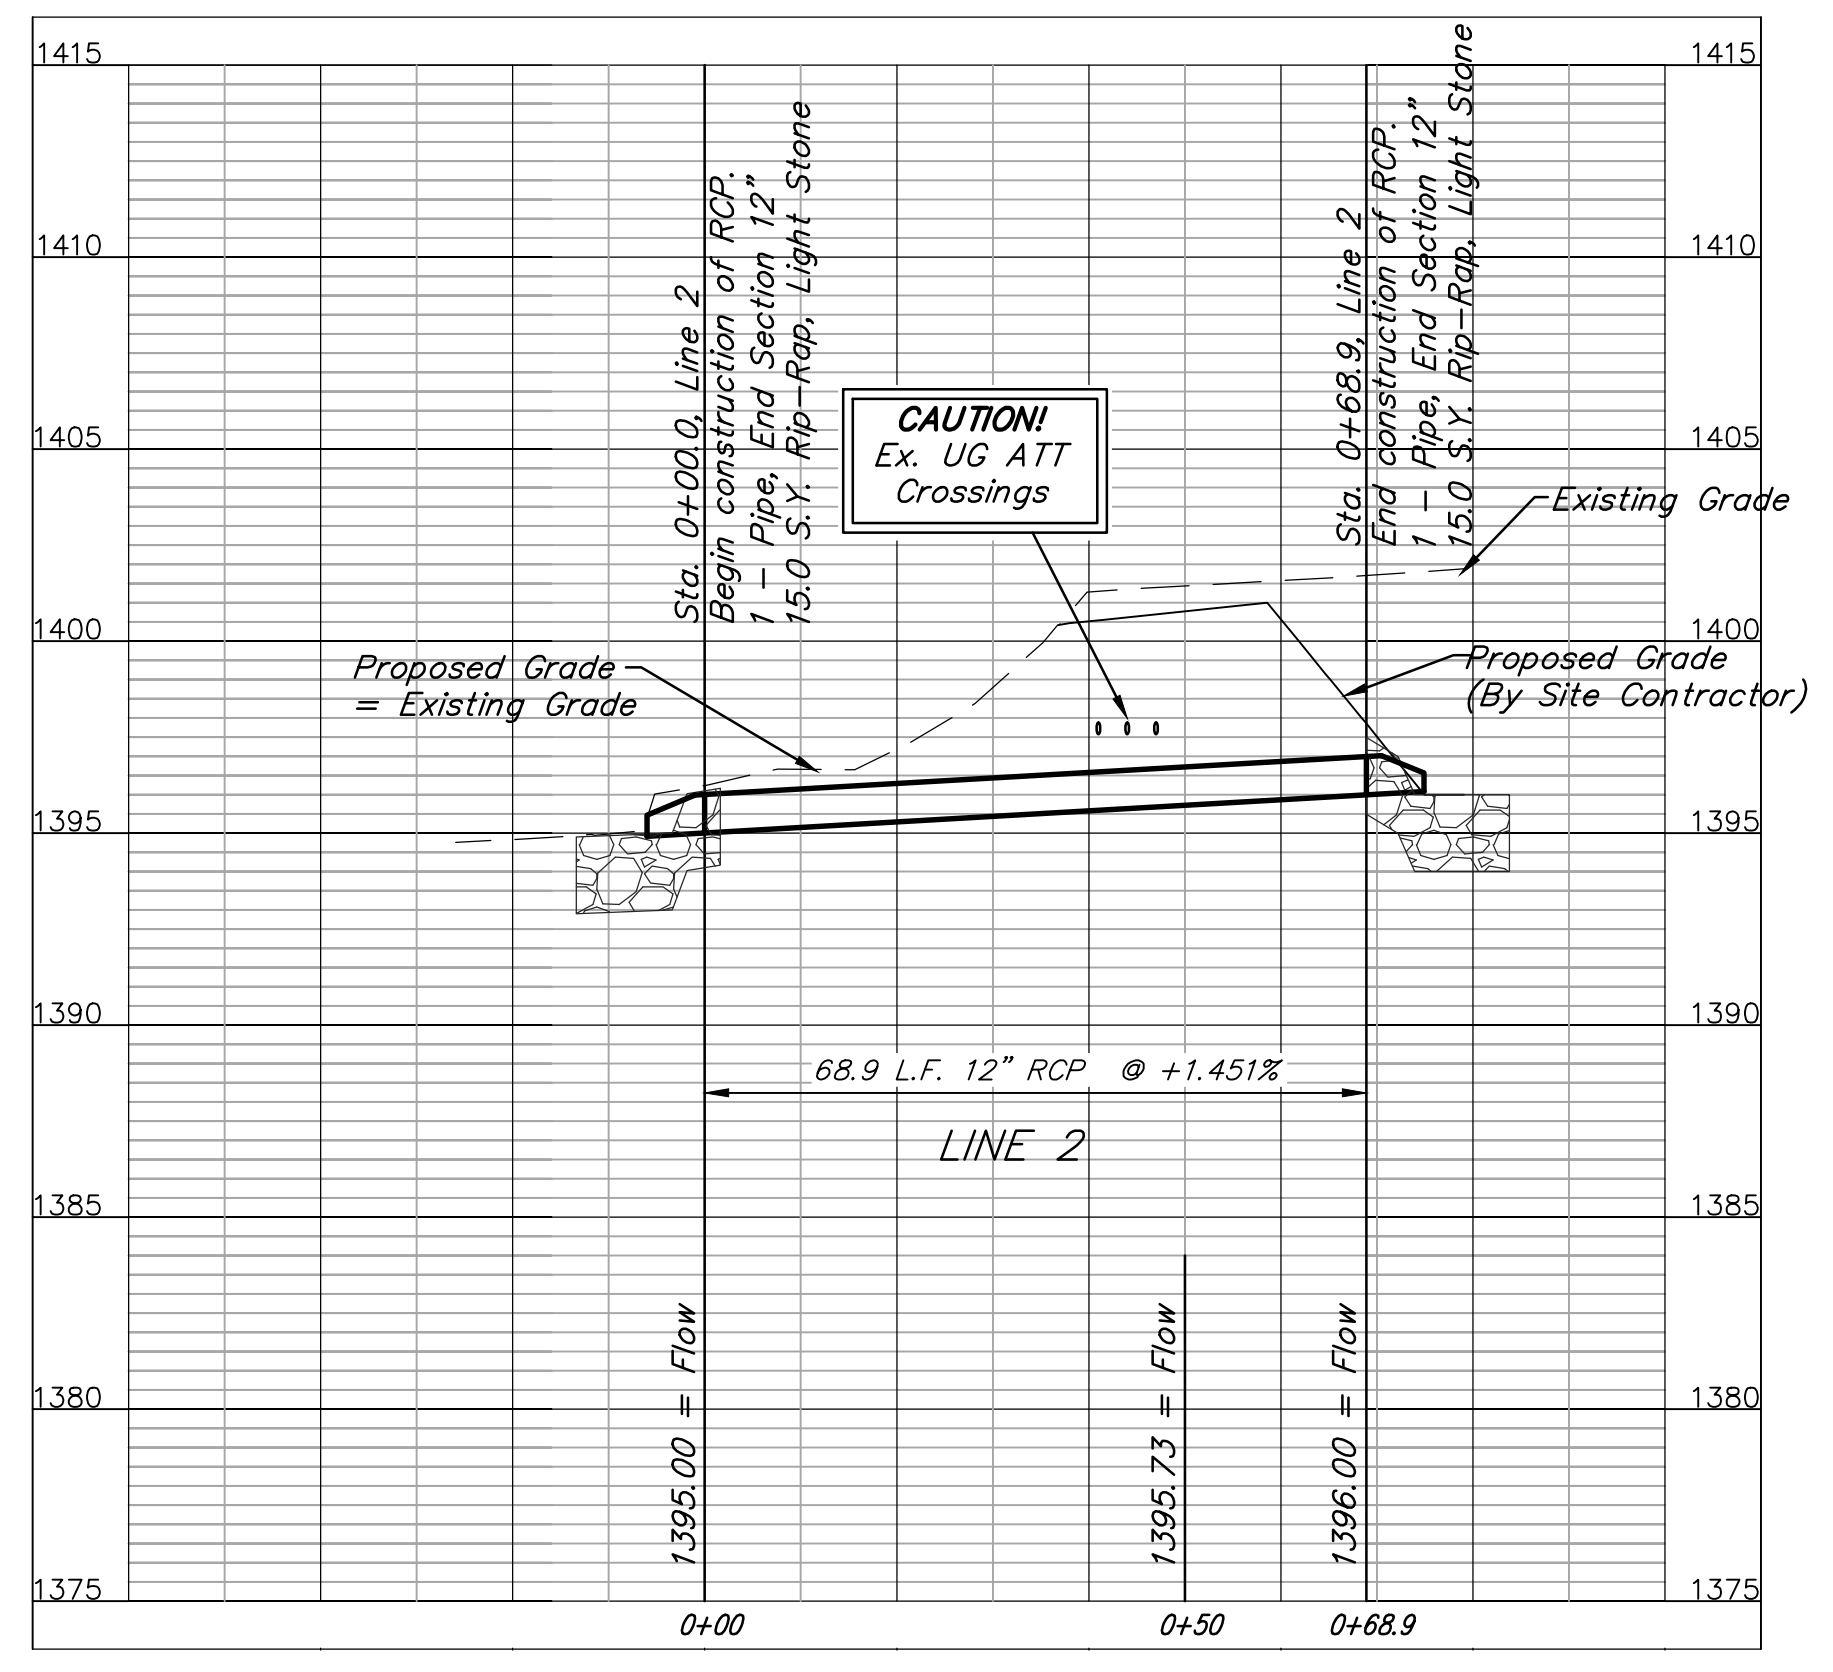 1415
1415
Sta. 0+00.0, Line 2
Begin construction of RCP.
1 - Pipe, End Section 12"
15.0 S.Y. Rip-Rap, Light Stone
Sta. 0+68.9, Line 2
End construction of RCP.
1 - Pipe, End Section 12"
15.0 S.Y. Rip-Rap, Light Stone
1410
1410
CAUTION!
Ex. UG ATT
Crossings
1405
1405
Existing Grade
1400
1400
Proposed Grade
= Existing Grade
Proposed Grade
(By Site Contractor)
1395
1395
1390
1390
68.9 L.F. 12" RCP @ +1.451%
LINE 2
1385
1385
1395.00 = Flow
1395.73 = Flow
1396.00 = Flow
1380
1380
1375
1375
0+00
0+50
0+68.9